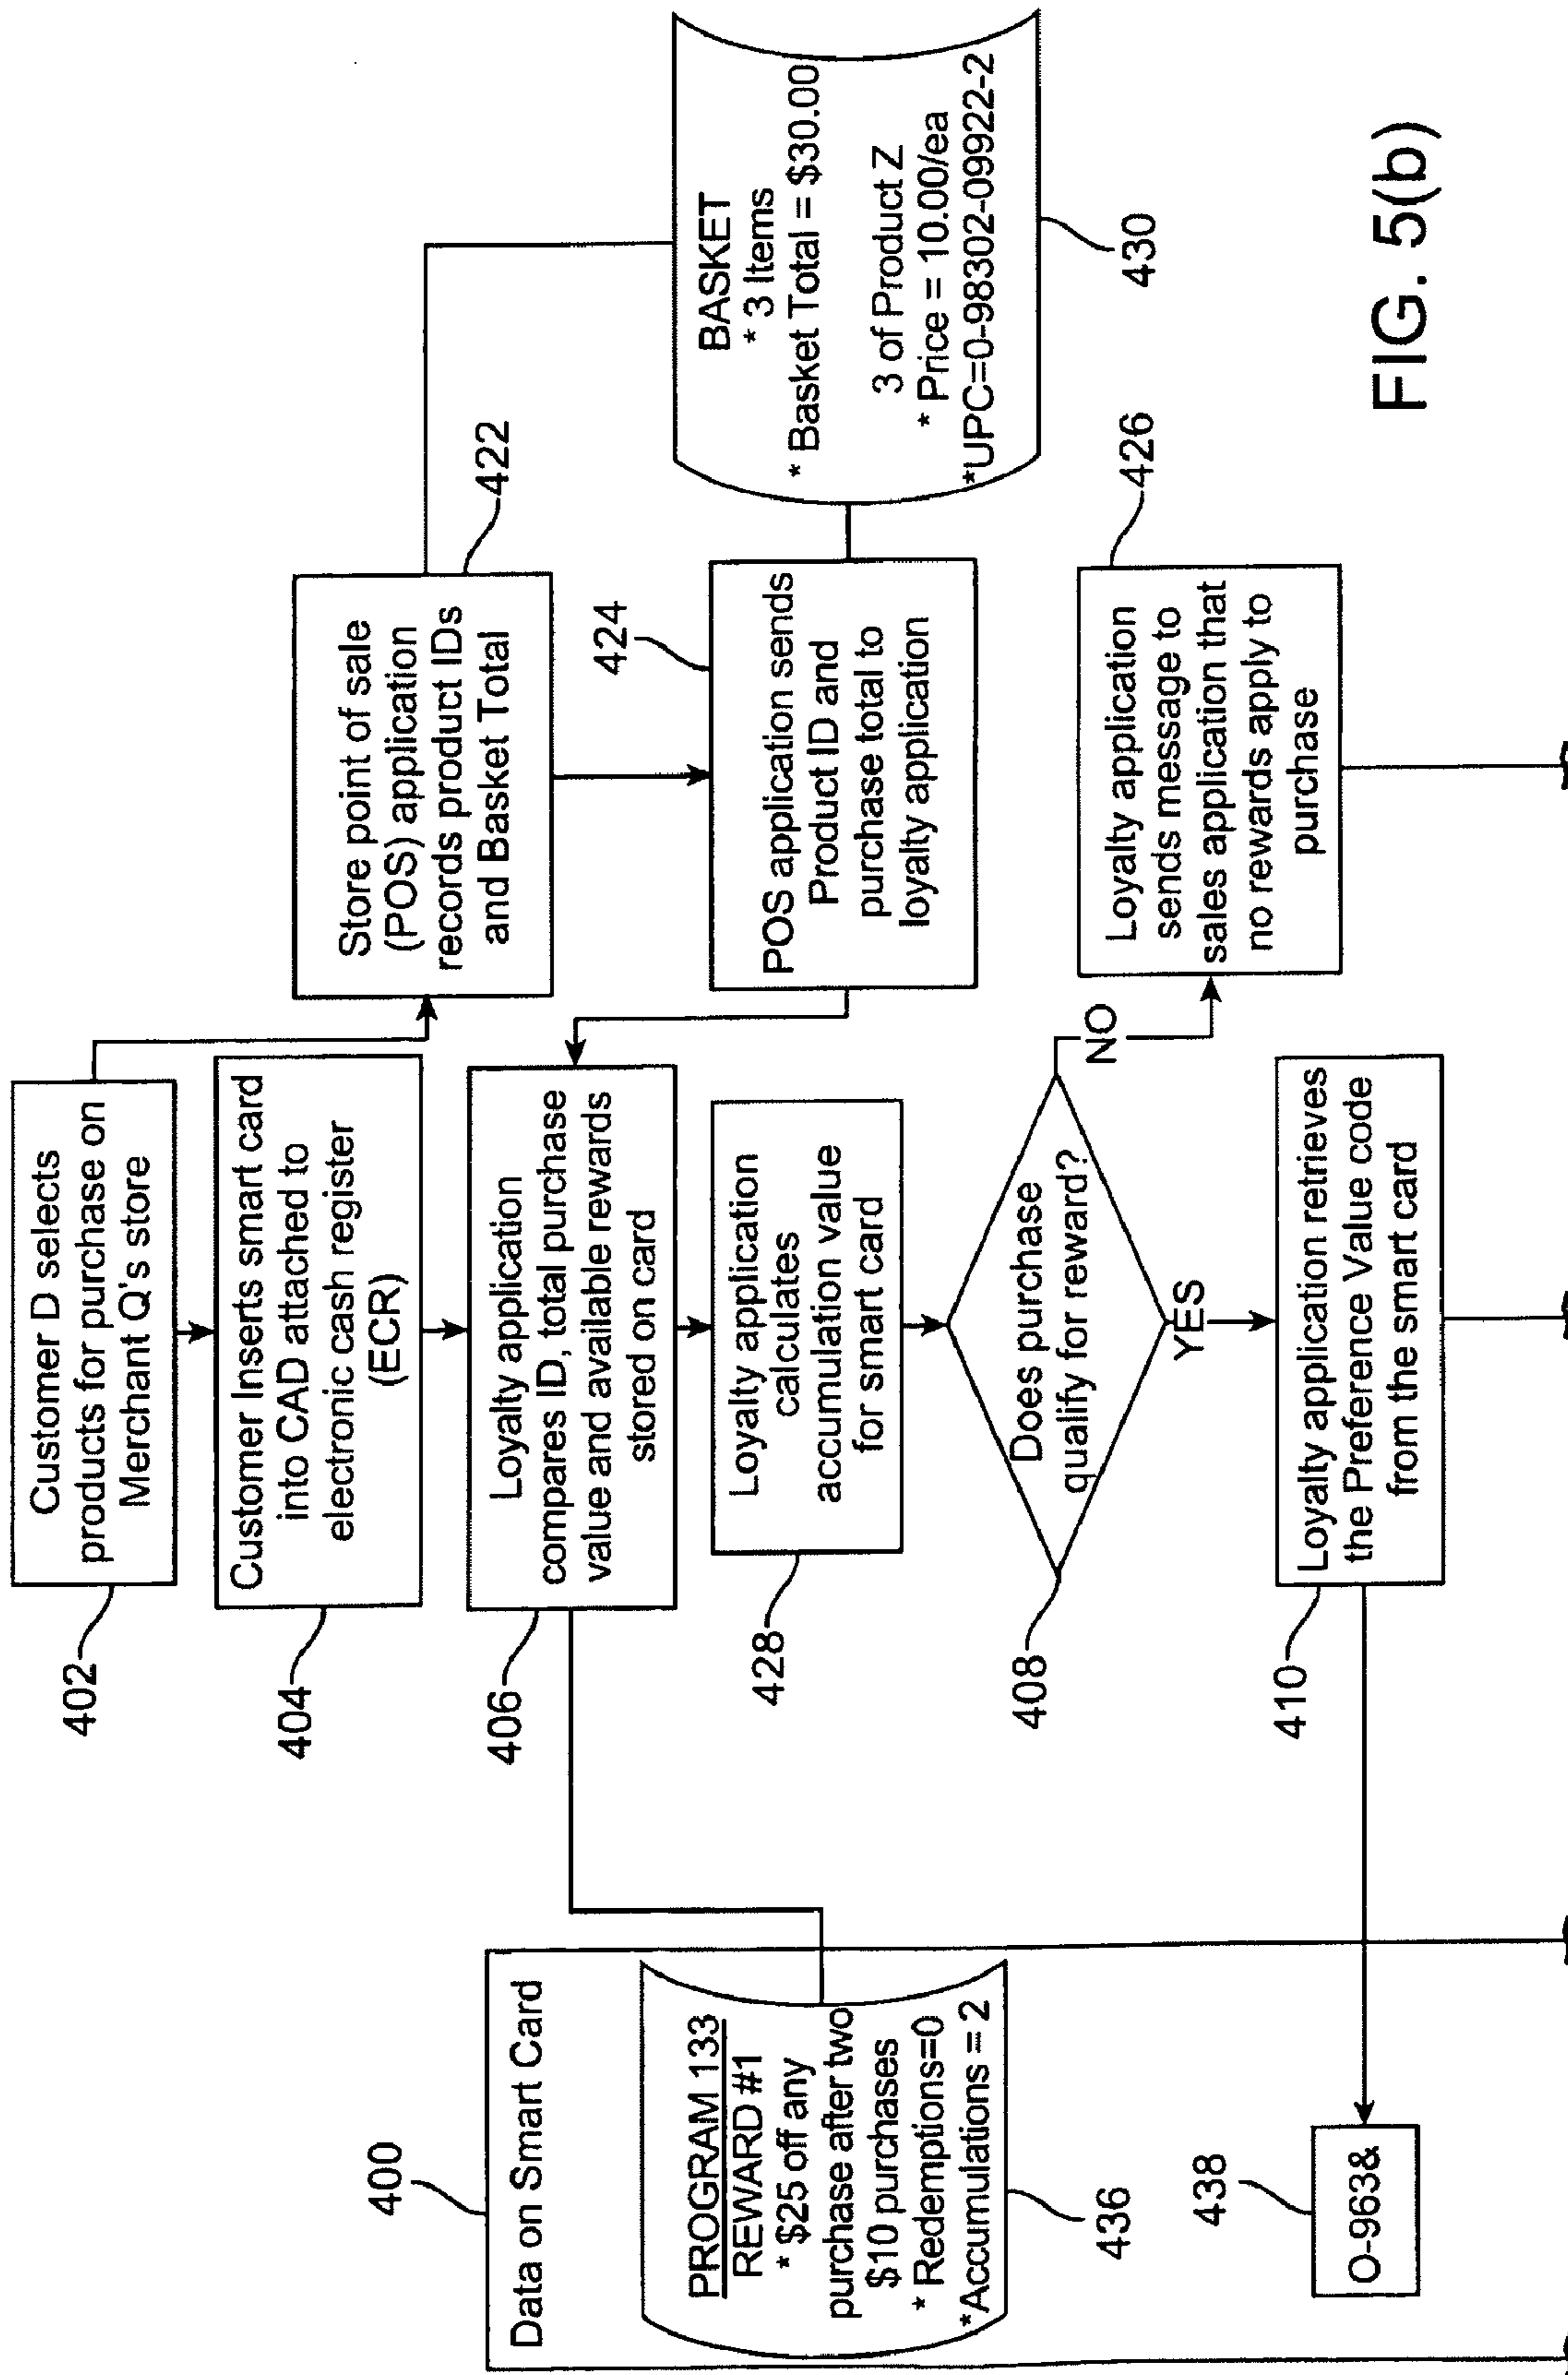 402
Customer D selects
products for purchase on
Merchant Q's store
404
Customer Inserts smart card
into CAD attached to
electronic cash register
(ECR)
Store point of sale
(POS) application
records product IDs
and Basket Total
422
400
Data on Smart Card
406
Loyalty application
compares ID, total purchase
value and available rewards
stored on card
424
POS application sends
Product ID and
purchase total to
loyalty application
BASKET
* 3 Items
* Basket Total = $30.00
3 of Product Z
* Price = 10.00/ea
*UPC=0-98302-09922-2
430
PROGRAM 133
REWARD #1
* $25 off any
purchase after two
$10 purchases
* Redemptions=0
*Accumulations = 2
436
428
Loyalty application
calculates
accumulation value
for smart card
408
Does purchase
qualify for reward?
NO
YES
426
Loyalty application
sends message to
sales application that
no rewards apply to
purchase
438
O-963&
410
Loyalty application retrieves
the Preference Value code
from the smart card
FIG. 5(b)